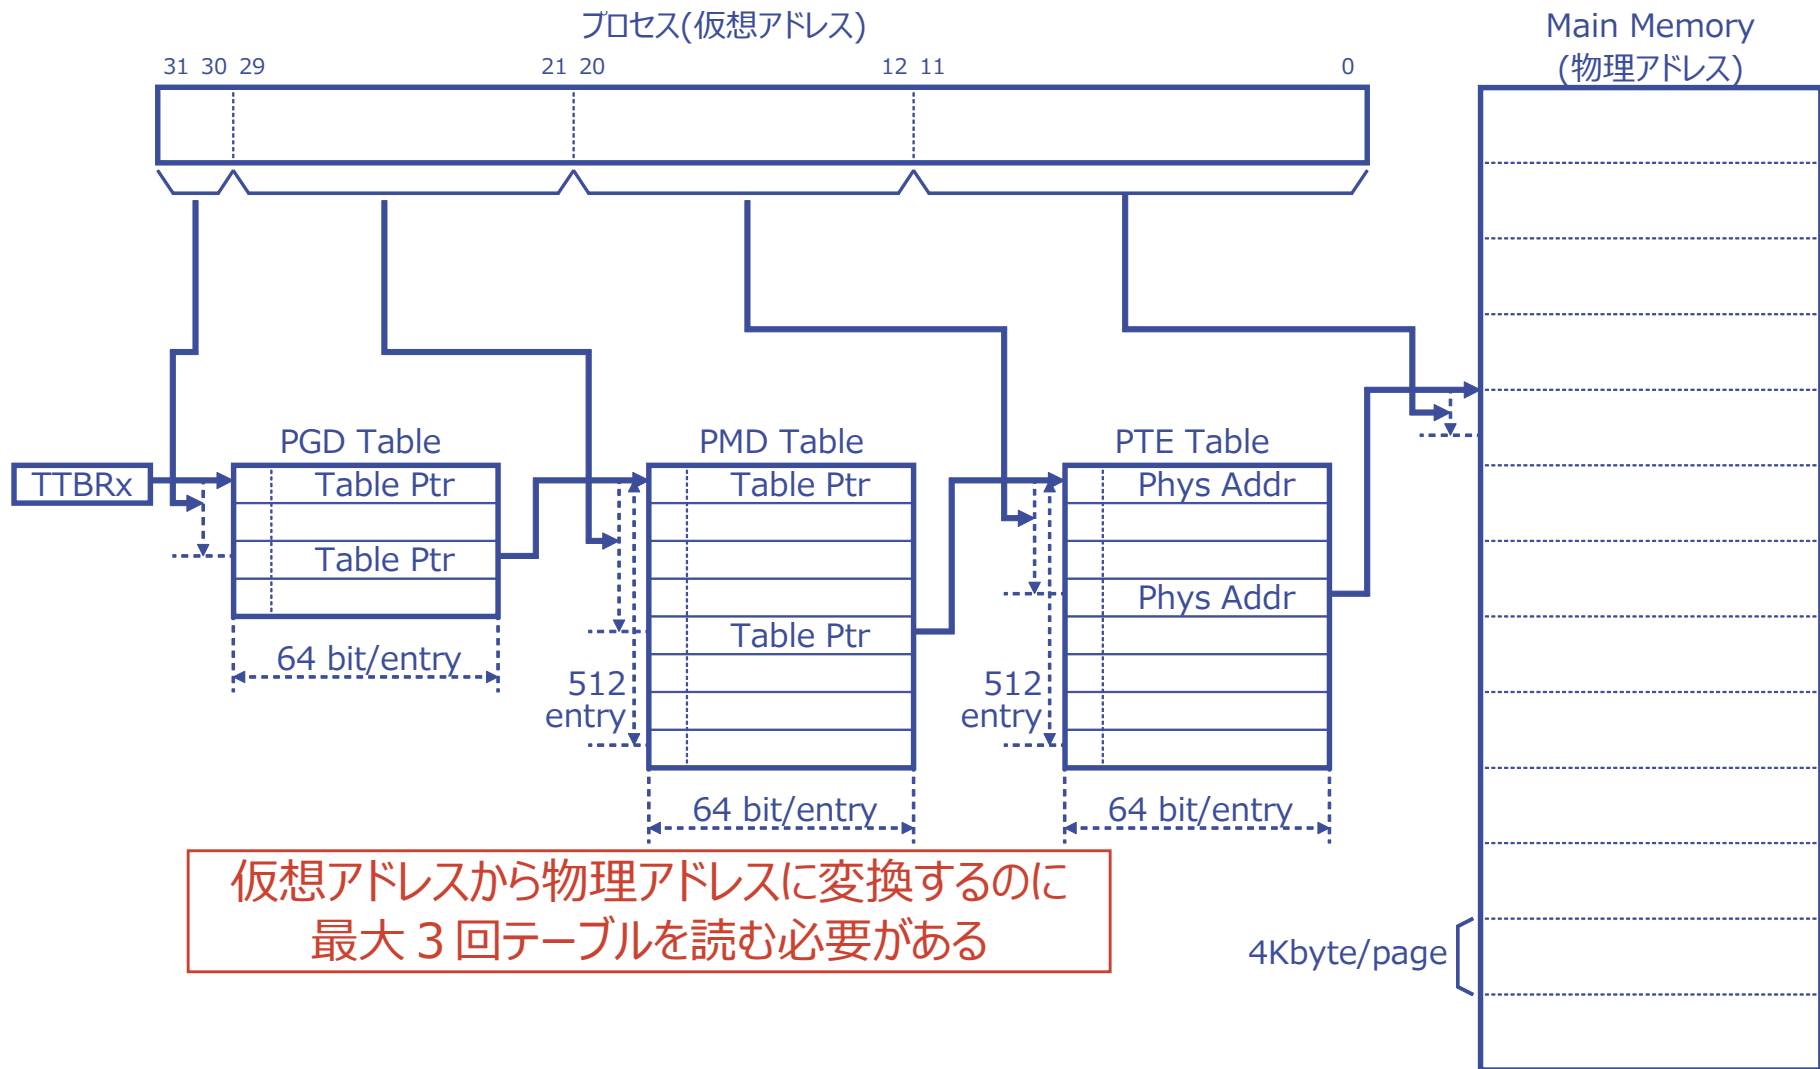 プロセス(仮想アドレス)
Main Memory
(物理アドレス)
31 30 29 21 20 12 11 0
PGD Table
PMD Table
PTE Table
TTBRx
Table Ptr
Table Ptr
64 bit/entry
Table Ptr
Table Ptr
512
entry
64 bit/entry
Phys Addr
Phys Addr
512
entry
64 bit/entry
仮想アドレスから物理アドレスに変換するのに
最大3回テーブルを読む必要がある
4Kbyte/page